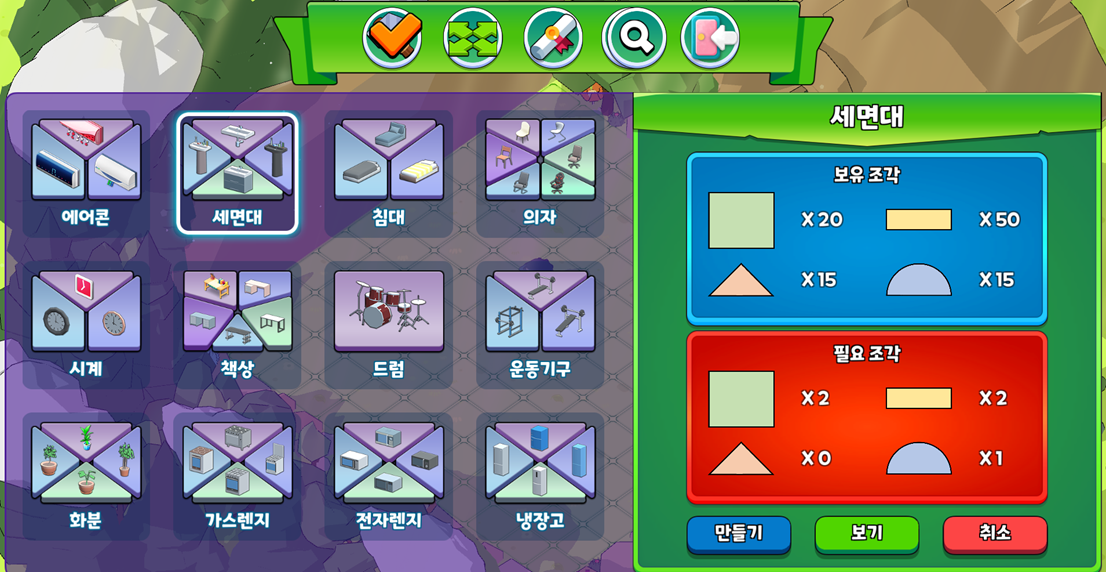 에어컨
세면대
침대
의자
시계
책상
드럼
운동기구
화분
가스렌지
전자렌지
냉장고
세면대
보유 조각
X 20
X 50
X 15
X 15
필요 조각
X 2
X 2
X 0
X 1
만들기
보기
취소